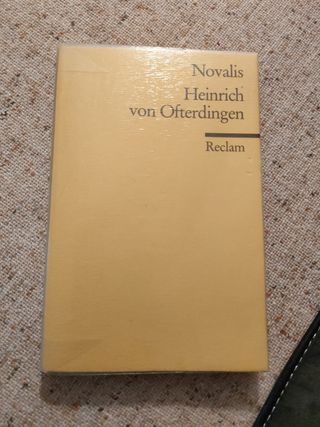 Novalis
Heinrich
von Ofterdingen
Reclam